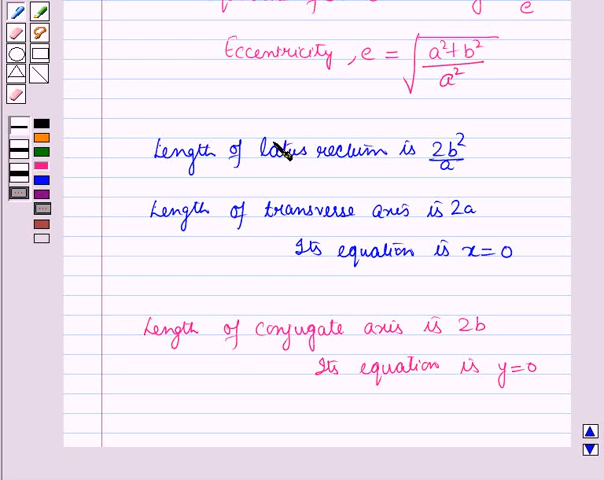 e
Eccentricity, e = √((a²+b²)/a²)
Length of latus rectum is 2b²/a
Length of transverse axis is 2a
Its equation is x=0
Length of conjugate axis is 2b
Its equation is y=0